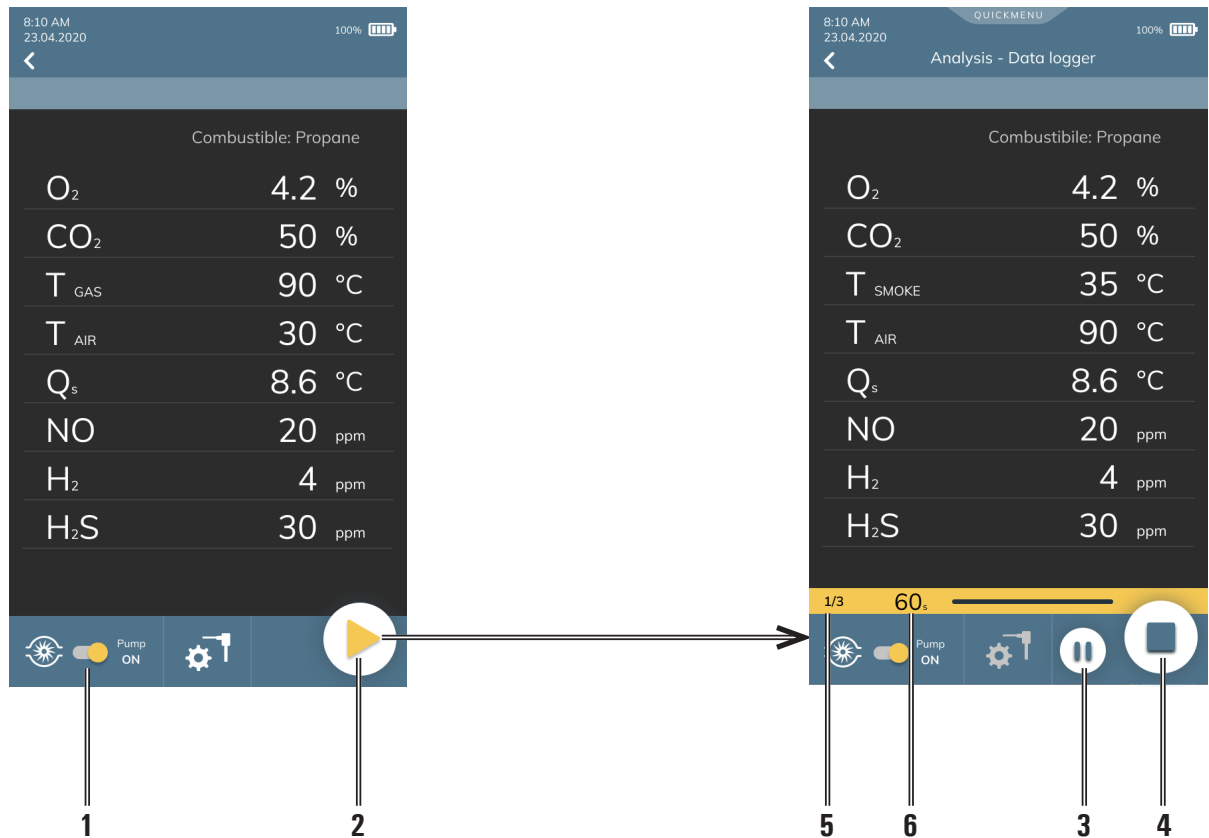 8:10 AM
23.04.2020
100%
Combustible: Propane
O₂ 4.2 %
CO₂ 50 %
T GAS 90 °C
T AIR 30 °C
Qs 8.6 °C
NO 20 ppm
H₂ 4 ppm
H₂S 30 ppm
Pump
ON
1
2
QUICKMENU
8:10 AM
23.04.2020
100%
Analysis - Data logger
Combustibile: Propane
O₂ 4.2 %
CO₂ 50 %
T SMOKE 35 °C
T AIR 90 °C
Qs 8.6 °C
NO 20 ppm
H₂ 4 ppm
H₂S 30 ppm
1/3 60s
Pump
ON
5 6 3 4